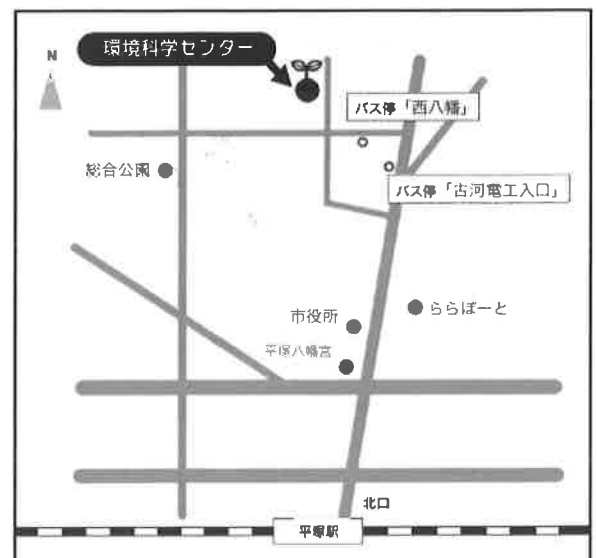 環境科学センター
N
バス停「西八幡」
総合公園
バス停「古河電工入口」
ららぽーと
市役所
平塚八幡宮
北口
平塚駅